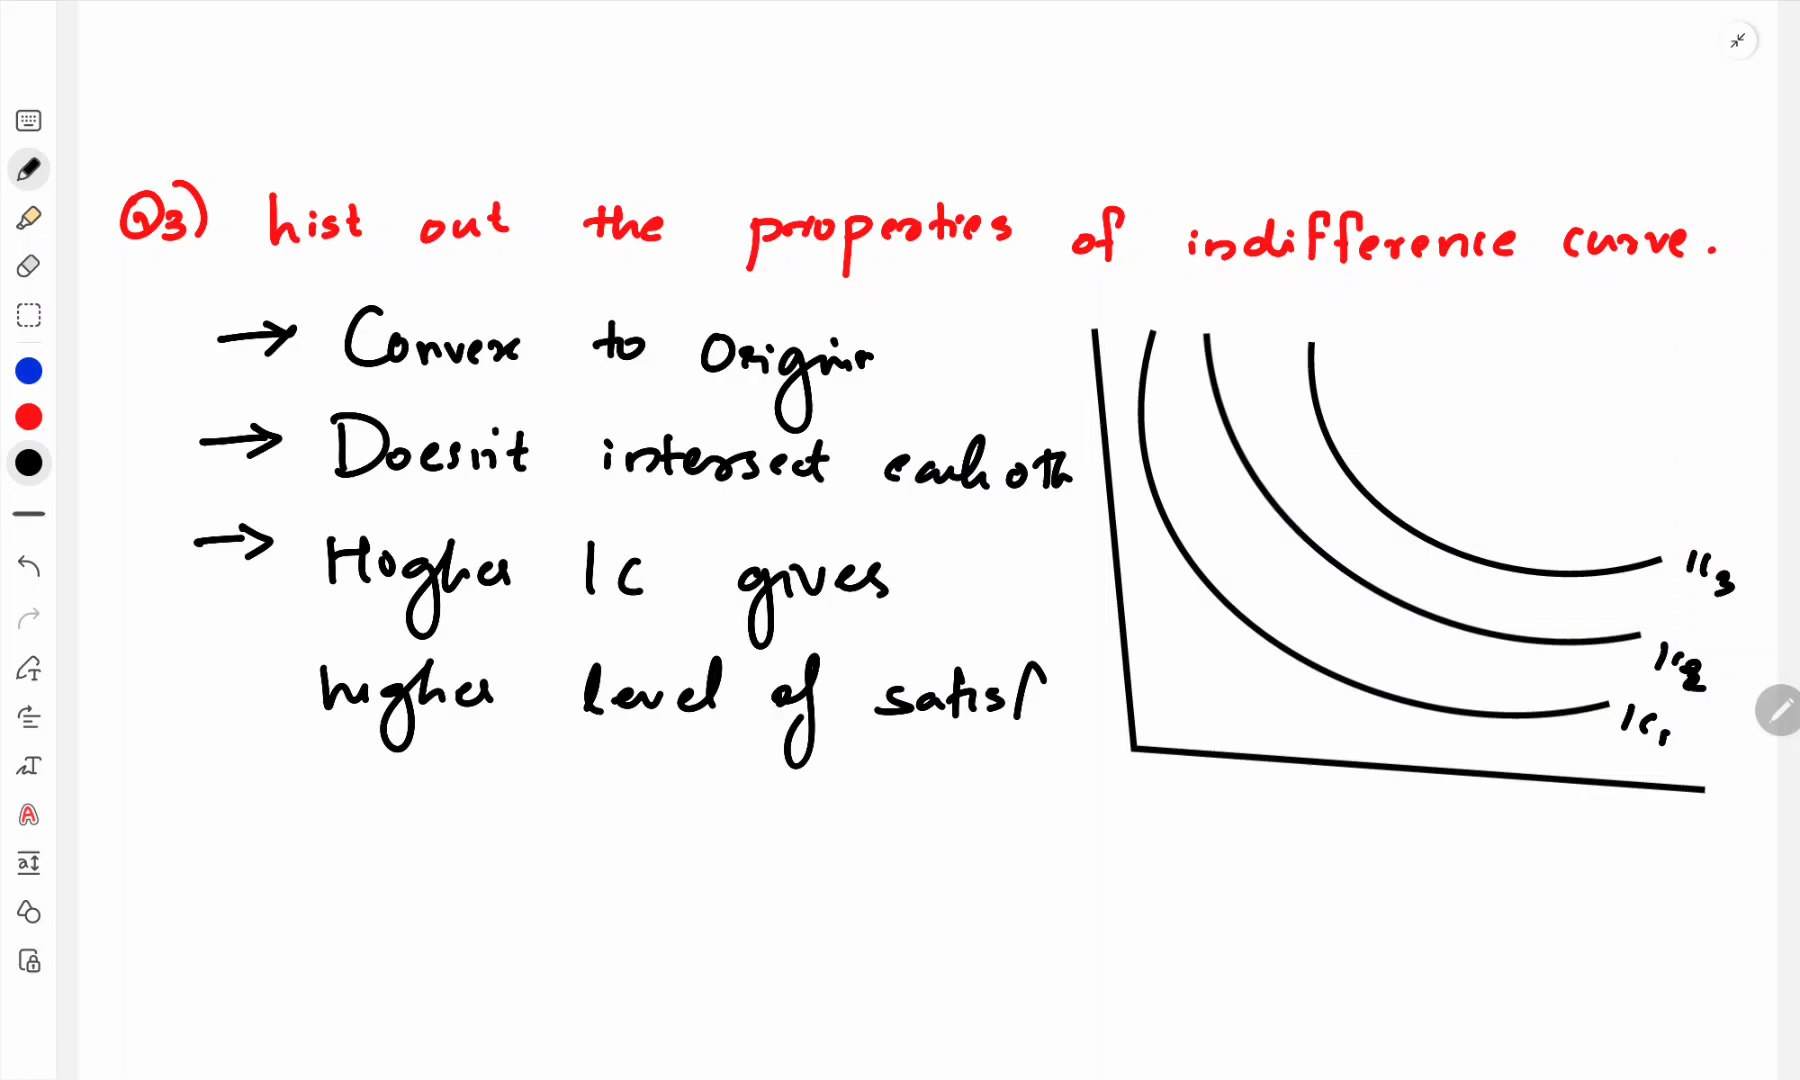 Q3) List out the properties of indifference curve.
→ Convex to Origin
→ Doesn't intersect each oth
→ Higher IC gives
higher level of satisf
IC3
IC2
IC1